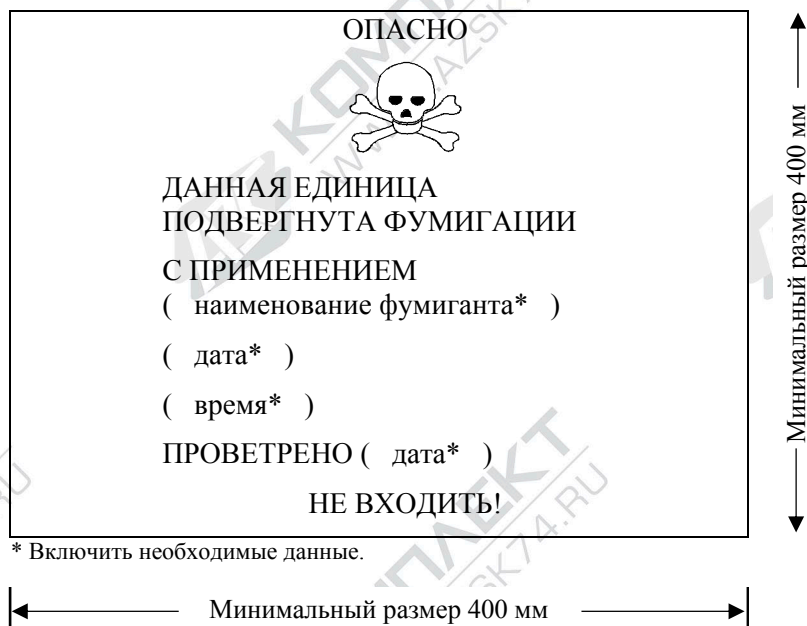 ОПАСНО
ДАННАЯ ЕДИНИЦА
ПОДВЕРГНУТА ФУМИГАЦИИ
С ПРИМЕНЕНИЕМ
( наименование фумиганта* )
( дата* )
( время* )
ПРОВЕТРЕНО ( дата* )
НЕ ВХОДИТЬ!
* Включить необходимые данные.
Минимальный размер 400 мм
Минимальный размер 400 мм